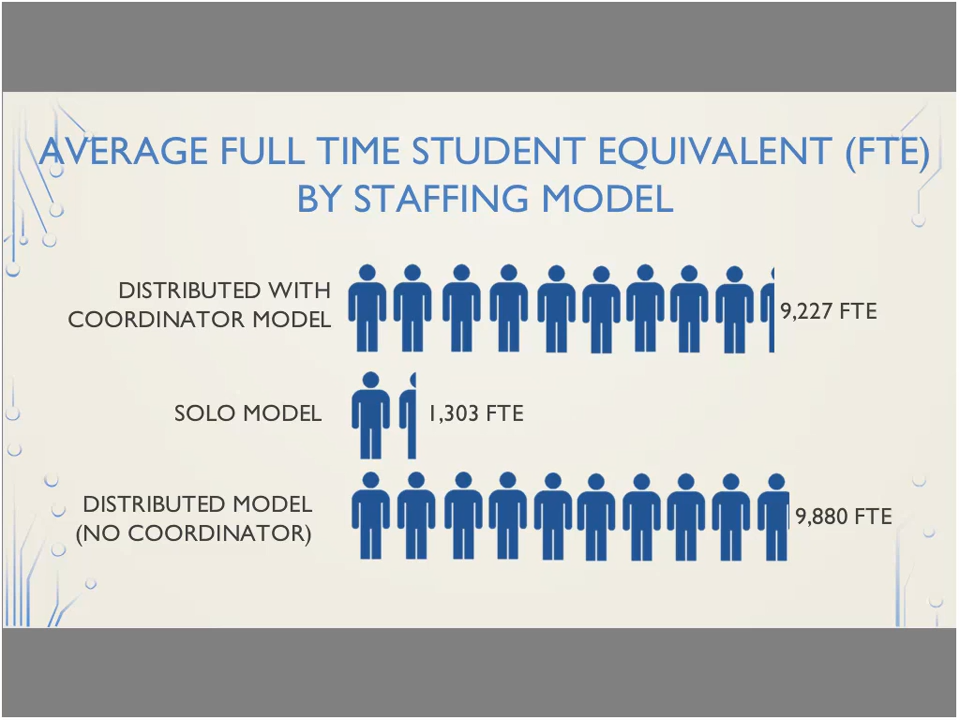 AVERAGE FULL TIME STUDENT EQUIVALENT (FTE)
BY STAFFING MODEL
DISTRIBUTED WITH
COORDINATOR MODEL
9,227 FTE
SOLO MODEL
1,303 FTE
DISTRIBUTED MODEL
(NO COORDINATOR)
9,880 FTE